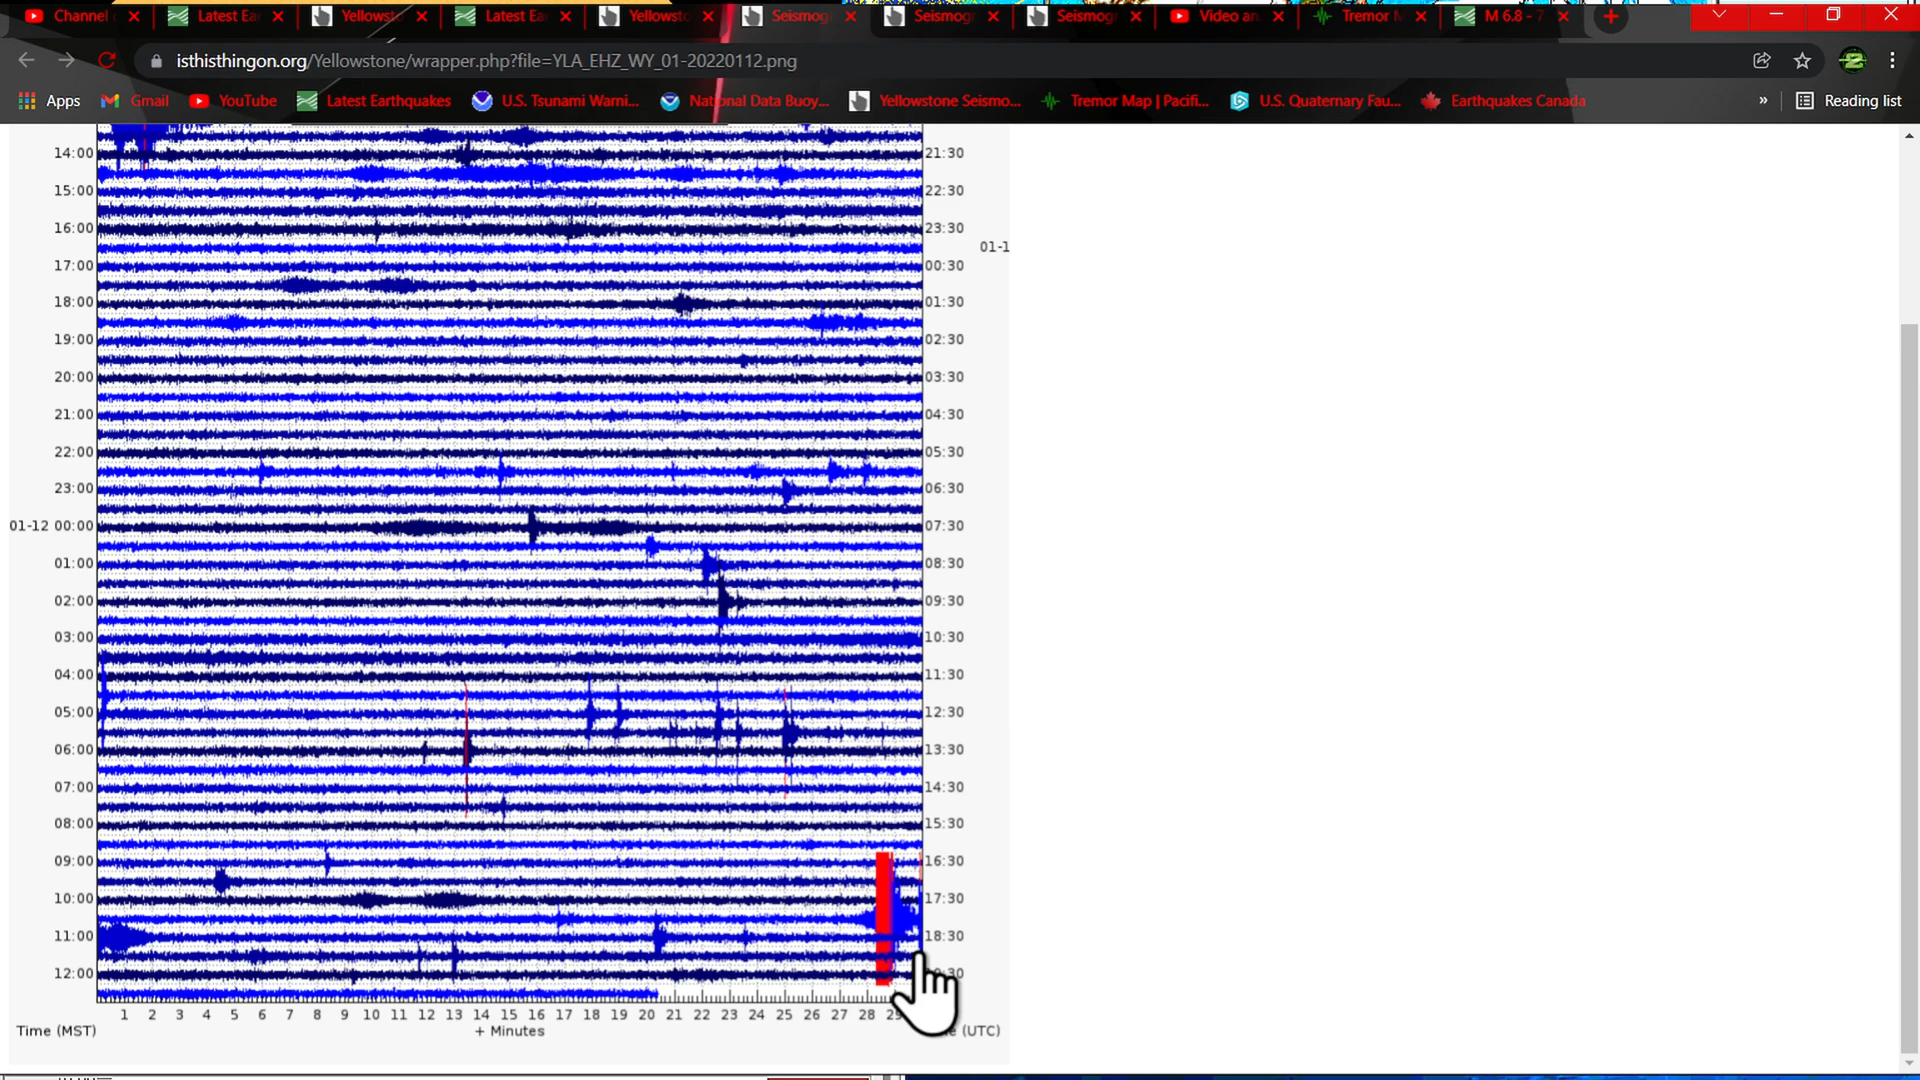 Channel
Latest Ea
Yellowst
Latest Ea
Yellowst
Seismog
Seismog
Seismog
Video an
Tremor M
M 6.8 - 7
isthisthingon.org/Yellowstone/wrapper.php?file=YLA_EHZ_WY_01-20220112.png
Apps
Gmail
YouTube
Latest Earthquakes
U.S. Tsunami Warni...
National Data Buoy...
Yellowstone Seismo...
Tremor Map | Pacifi...
U.S. Quaternary Fau...
Earthquakes Canada
»
Reading list
14:00 21:30
15:00 22:30
16:00 23:30
01-1
17:00 00:30
18:00 01:30
19:00 02:30
20:00 03:30
21:00 04:30
22:00 05:30
23:00 06:30
01-12 00:00 07:30
01:00 08:30
02:00 09:30
03:00 10:30
04:00 11:30
05:00 12:30
06:00 13:30
07:00 14:30
08:00 15:30
09:00 16:30
10:00 17:30
11:00 18:30
12:00 :30
1 2 3 4 5 6 7 8 9 10 11 12 13 14 15 16 17 18 19 20 21 22 23 24 25 26 27 28 29
Time (MST) + Minutes (UTC)